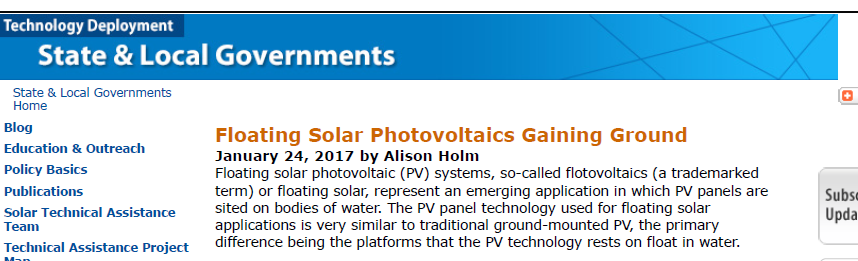 Technology Deployment
State & Local Governments
State & Local Governments
Home
Blog
Education & Outreach
Policy Basics
Publications
Solar Technical Assistance
Team
Technical Assistance Project
Floating Solar Photovoltaics Gaining Ground
January 24, 2017 by Alison Holm
Floating solar photovoltaic (PV) systems, so-called flotovoltaics (a trademarked
term) or floating solar, represent an emerging application in which PV panels are
sited on bodies of water. The PV panel technology used for floating solar
applications is very similar to traditional ground-mounted PV, the primary
difference being the platforms that the PV technology rests on float in water.